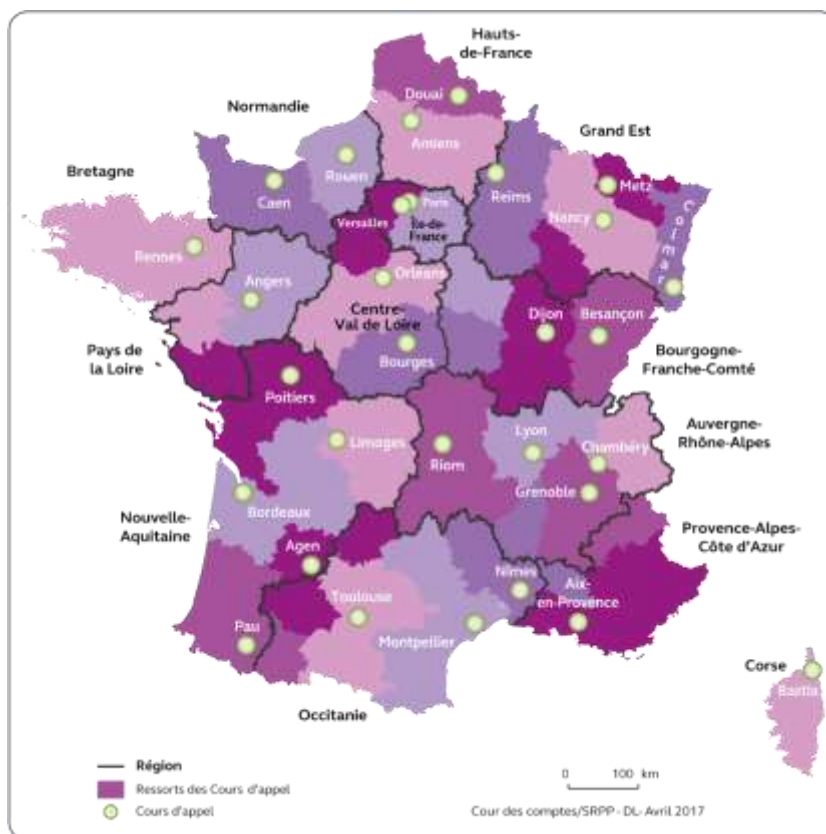 Hauts-
de-France
Douai
Normandie
Amiens
Grand Est
Rouen
Bretagne
Caen
Reims
Metz
Paris
Versailles
Île-de-
France
Nancy
Colmar
Rennes
Orléans
Angers
Centre-
Val de Loire
Dijon
Besançon
Bourges
Pays de
la Loire
Bourgogne-
Franche-Comté
Poitiers
Auvergne-
Rhône-Alpes
Limoges
Lyon
Chambéry
Riom
Grenoble
Bordeaux
Nouvelle-
Aquitaine
Provence-Alpes-
Côte d'Azur
Agen
Nîmes
Aix-
en-Provence
Toulouse
Pau
Montpellier
Corse
Bastia
Occitanie
Région
Ressorts des Cours d'appel
Cours d'appel
0 100 km
Cour des comptes/SRPP - DL- Avril 2017